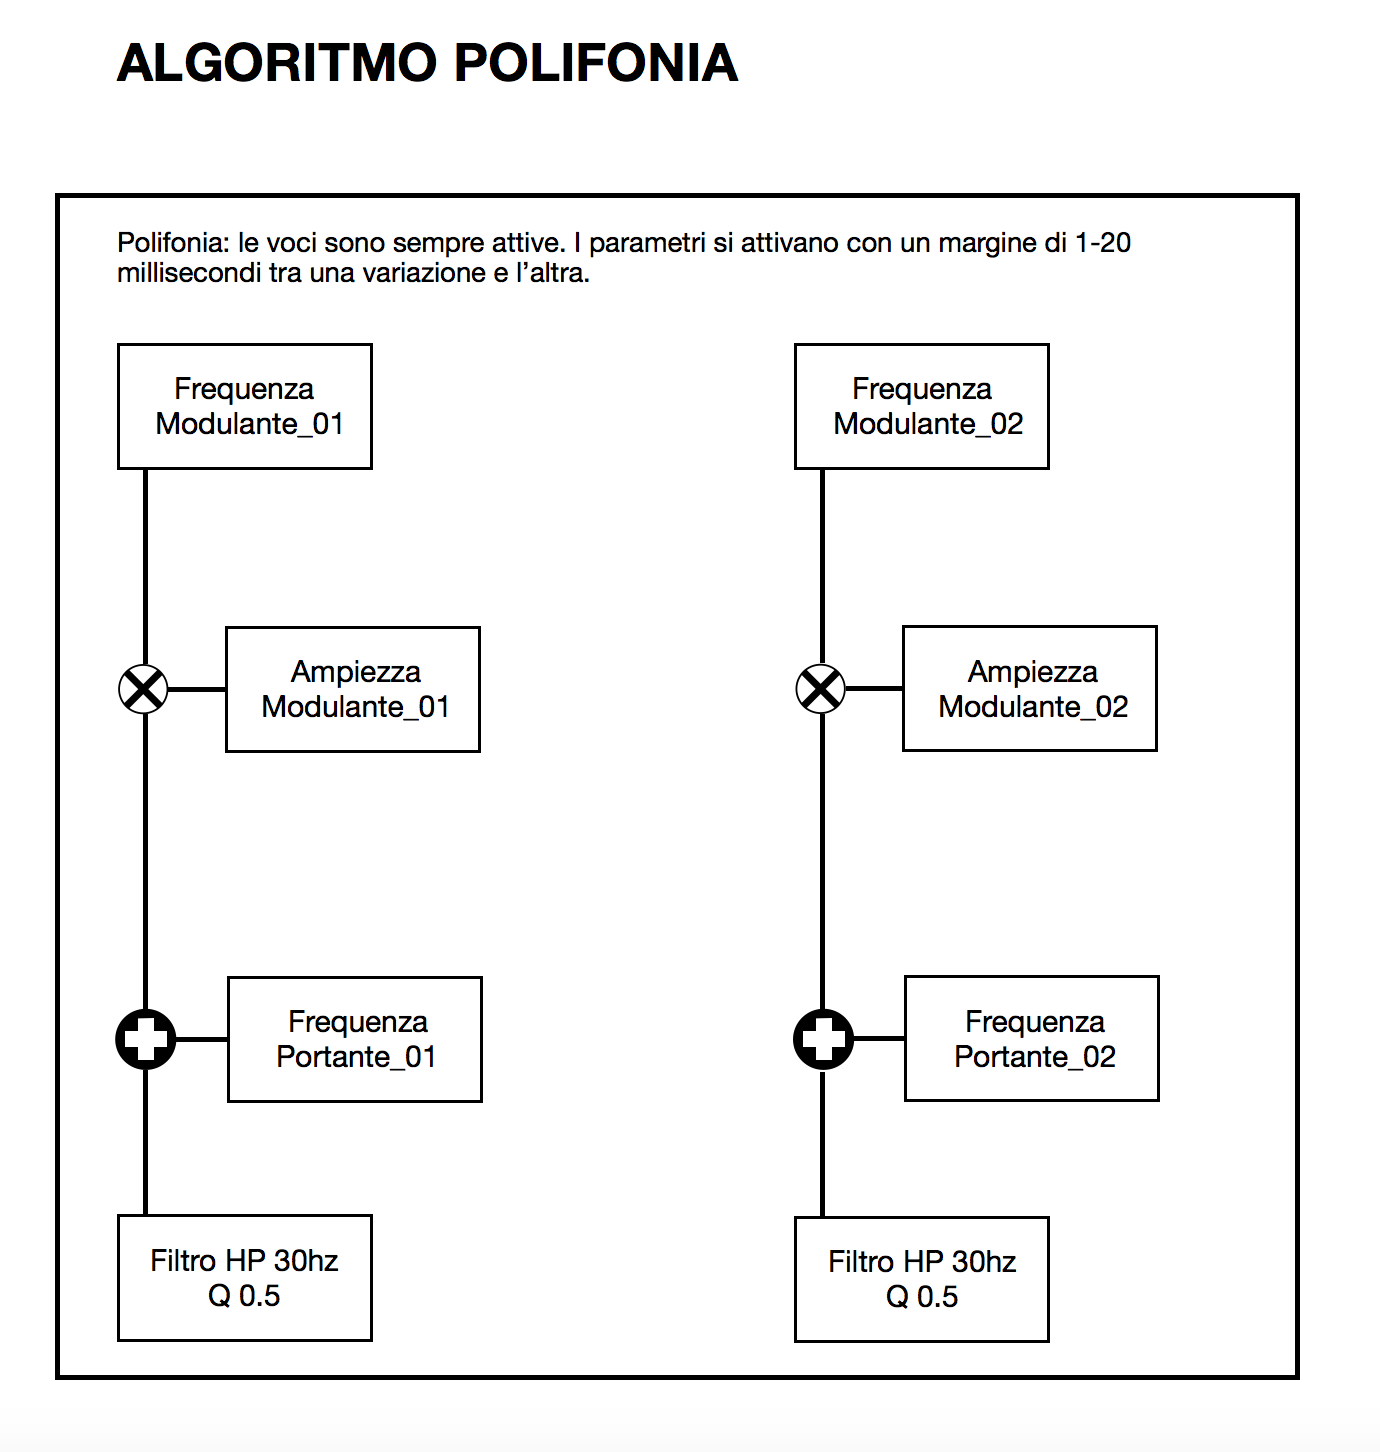 ALGORITMO POLIFONIA
Polifonia: le voci sono sempre attive. I parametri si attivano con un margine di 1-20
millisecondi tra una variazione e l’altra.
Frequenza
Modulante_01
Frequenza
Modulante_02
Ampiezza
Modulante_01
Ampiezza
Modulante_02
Frequenza
Portante_01
Frequenza
Portante_02
Filtro HP 30hz
Q 0.5
Filtro HP 30hz
Q 0.5